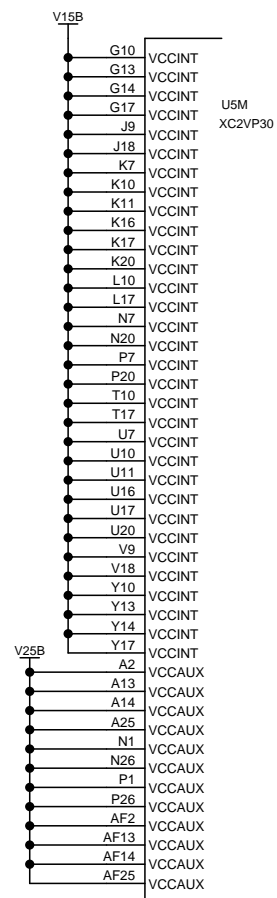 V15B
U5M
XC2VP30
G10 VCCINT
G13 VCCINT
G14 VCCINT
G17 VCCINT
J9 VCCINT
J18 VCCINT
K7 VCCINT
K10 VCCINT
K11 VCCINT
K16 VCCINT
K17 VCCINT
K20 VCCINT
L10 VCCINT
L17 VCCINT
N7 VCCINT
N20 VCCINT
P7 VCCINT
P20 VCCINT
T10 VCCINT
T17 VCCINT
U7 VCCINT
U10 VCCINT
U11 VCCINT
U16 VCCINT
U17 VCCINT
U20 VCCINT
V9 VCCINT
V18 VCCINT
Y10 VCCINT
Y13 VCCINT
Y14 VCCINT
Y17 VCCINT
V25B
A2 VCCAUX
A13 VCCAUX
A14 VCCAUX
A25 VCCAUX
N1 VCCAUX
N26 VCCAUX
P1 VCCAUX
P26 VCCAUX
AF2 VCCAUX
AF13 VCCAUX
AF14 VCCAUX
AF25 VCCAUX